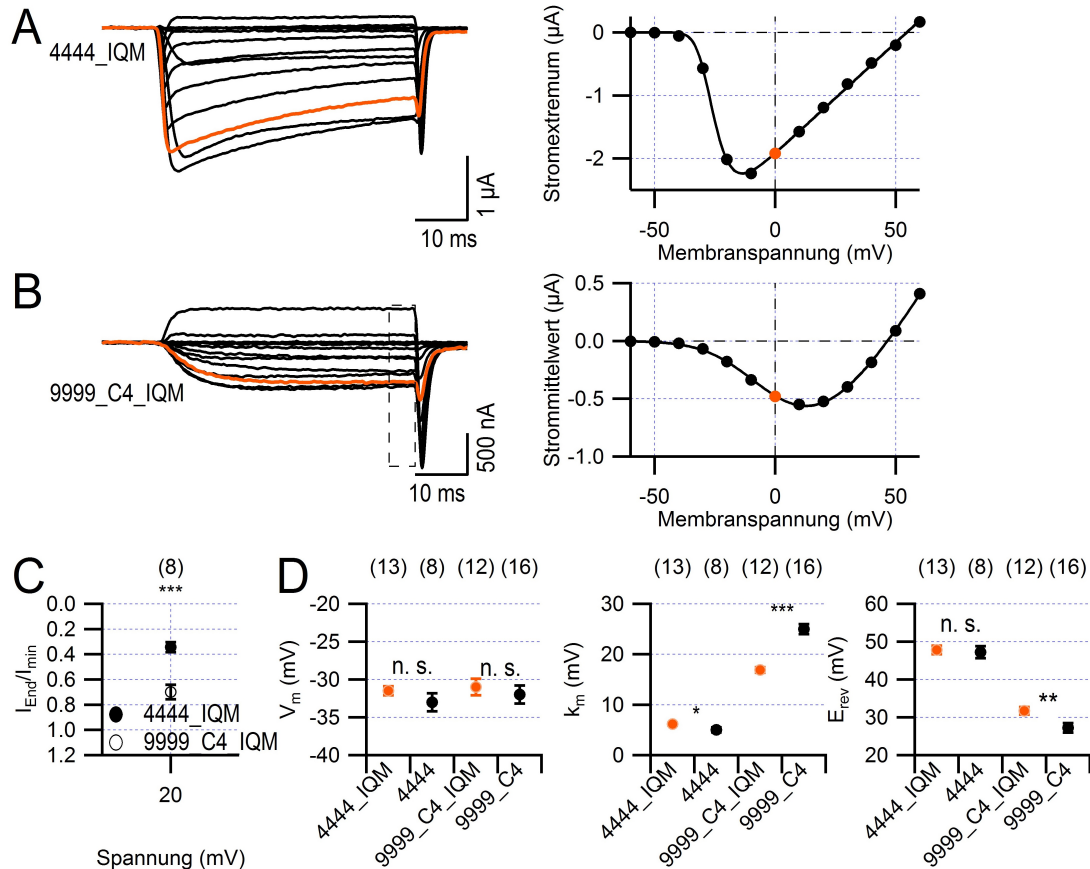 A
4444_IQM
1 µA
10 ms
Stromextremum (µA)
0
-1
-2
-50
0
50
Membranspannung (mV)
B
9999_C4_IQM
500 nA
10 ms
Strommittelwert (µA)
0.5
0.0
-0.5
-1.0
-50
0
50
Membranspannung (mV)
C
(8)
***
I_End/I_min
0.0
0.2
0.4
0.6
0.8
1.0
1.2
4444_IQM
9999_C4_IQM
20
Spannung (mV)
D
(13) (8) (12) (16)
V_m (mV)
-20
-25
-30
-35
-40
n. s.
n. s.
4444_IQM
4444
9999_C4_IQM
9999_C4
(13) (8) (12) (16)
k_m (mV)
30
20
10
0
*
***
4444_IQM
4444
9999_C4_IQM
9999_C4
(13) (8) (12) (16)
E_rev (mV)
60
50
40
30
20
n. s.
**
4444_IQM
4444
9999_C4_IQM
9999_C4